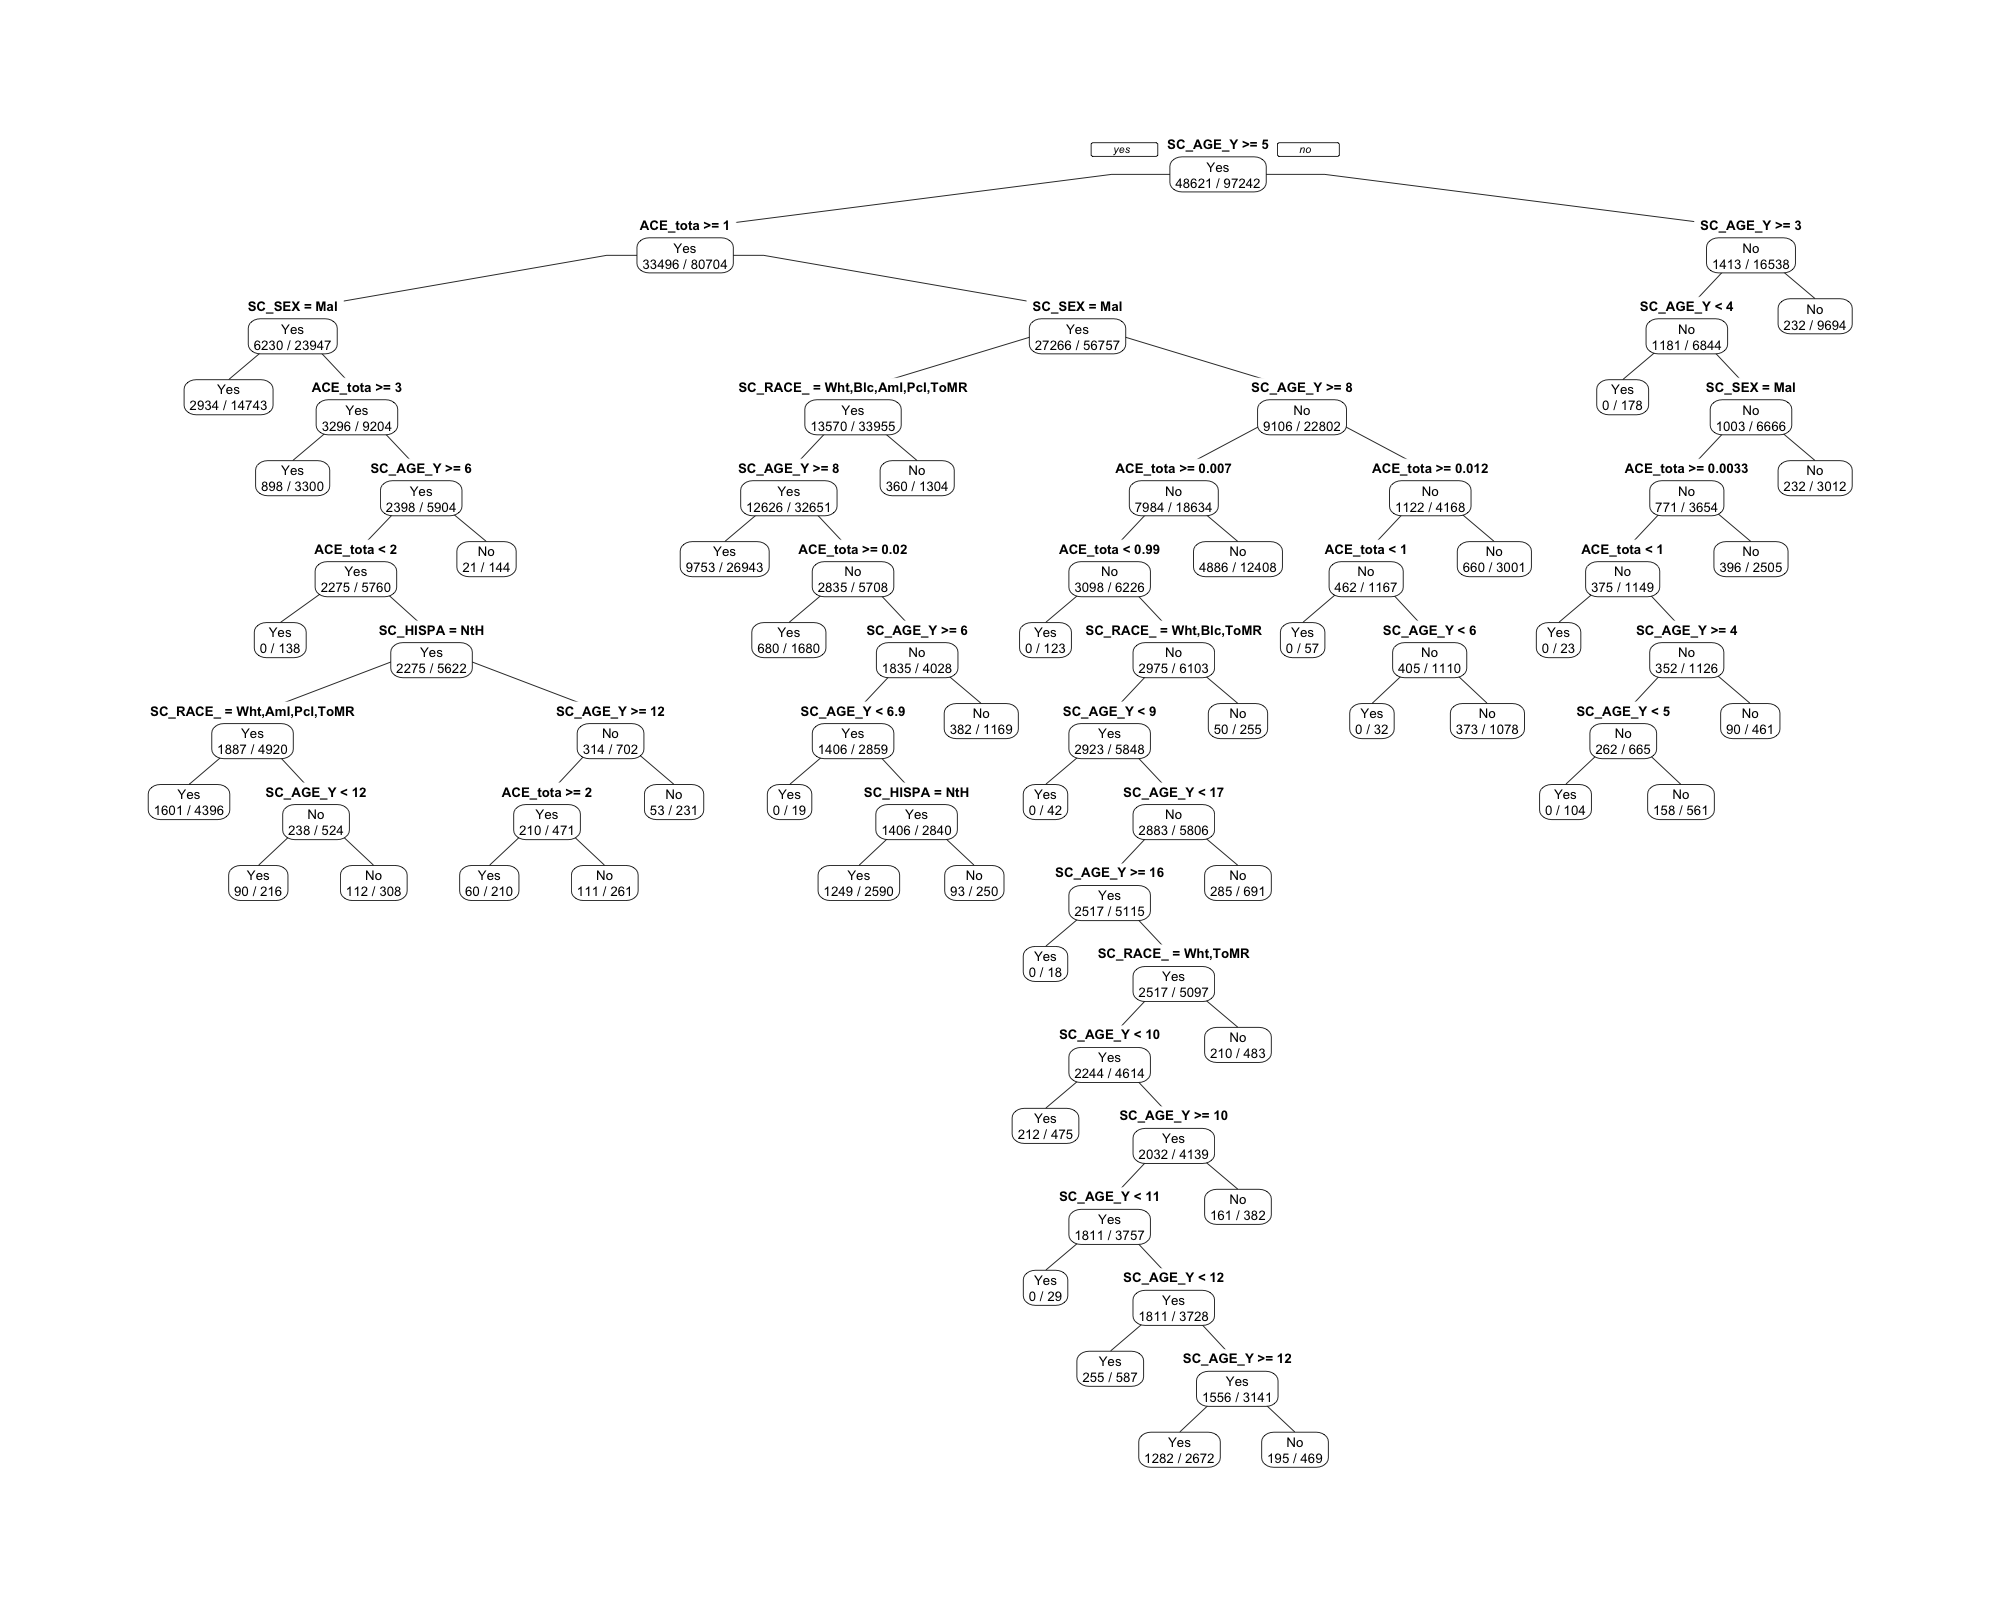 SC_AGE_Y >= 5
yes
no
Yes
48621 / 97242
ACE_tota >= 1
SC_AGE_Y >= 3
Yes
33496 / 80704
No
1413 / 16538
SC_SEX = Mal
SC_SEX = Mal
SC_AGE_Y < 4
Yes
6230 / 23947
Yes
27266 / 56757
No
1181 / 6844
No
232 / 9694
Yes
2934 / 14743
ACE_tota >= 3
SC_RACE_ = Wht,Blc,AmI,PcI,ToMR
SC_AGE_Y >= 8
Yes
0 / 178
SC_SEX = Mal
Yes
3296 / 9204
Yes
13570 / 33955
No
9106 / 22802
No
1003 / 6666
Yes
898 / 3300
SC_AGE_Y >= 6
SC_AGE_Y >= 8
No
360 / 1304
ACE_tota >= 0.007
ACE_tota >= 0.012
ACE_tota >= 0.0033
No
232 / 3012
Yes
2398 / 5904
Yes
12626 / 32651
No
7984 / 18634
No
1122 / 4168
No
771 / 3654
ACE_tota < 2
No
21 / 144
Yes
9753 / 26943
ACE_tota >= 0.02
ACE_tota < 0.99
No
4886 / 12408
ACE_tota < 1
No
660 / 3001
ACE_tota < 1
No
396 / 2505
Yes
2275 / 5760
No
2835 / 5708
No
3098 / 6226
No
462 / 1167
No
375 / 1149
Yes
0 / 138
SC_HISPA = NtH
Yes
680 / 1680
SC_AGE_Y >= 6
Yes
0 / 123
SC_RACE_ = Wht,Blc,ToMR
Yes
0 / 57
SC_AGE_Y < 6
Yes
0 / 23
SC_AGE_Y >= 4
Yes
2275 / 5622
No
1835 / 4028
No
2975 / 6103
No
405 / 1110
No
352 / 1126
SC_RACE_ = Wht,AmI,PcI,ToMR
SC_AGE_Y >= 12
SC_AGE_Y < 6.9
No
382 / 1169
SC_AGE_Y < 9
No
50 / 255
Yes
0 / 32
No
373 / 1078
SC_AGE_Y < 5
No
90 / 461
Yes
1887 / 4920
No
314 / 702
Yes
1406 / 2859
Yes
2923 / 5848
No
262 / 665
Yes
1601 / 4396
SC_AGE_Y < 12
ACE_tota >= 2
No
53 / 231
Yes
0 / 19
SC_HISPA = NtH
Yes
0 / 42
SC_AGE_Y < 17
Yes
0 / 104
No
158 / 561
No
238 / 524
Yes
210 / 471
Yes
1406 / 2840
No
2883 / 5806
Yes
90 / 216
No
112 / 308
Yes
60 / 210
No
111 / 261
Yes
1249 / 2590
No
93 / 250
SC_AGE_Y >= 16
No
285 / 691
Yes
2517 / 5115
Yes
0 / 18
SC_RACE_ = Wht,ToMR
Yes
2517 / 5097
SC_AGE_Y < 10
No
210 / 483
Yes
2244 / 4614
Yes
212 / 475
SC_AGE_Y >= 10
Yes
2032 / 4139
SC_AGE_Y < 11
No
161 / 382
Yes
1811 / 3757
Yes
0 / 29
SC_AGE_Y < 12
Yes
1811 / 3728
Yes
255 / 587
SC_AGE_Y >= 12
Yes
1556 / 3141
Yes
1282 / 2672
No
195 / 469